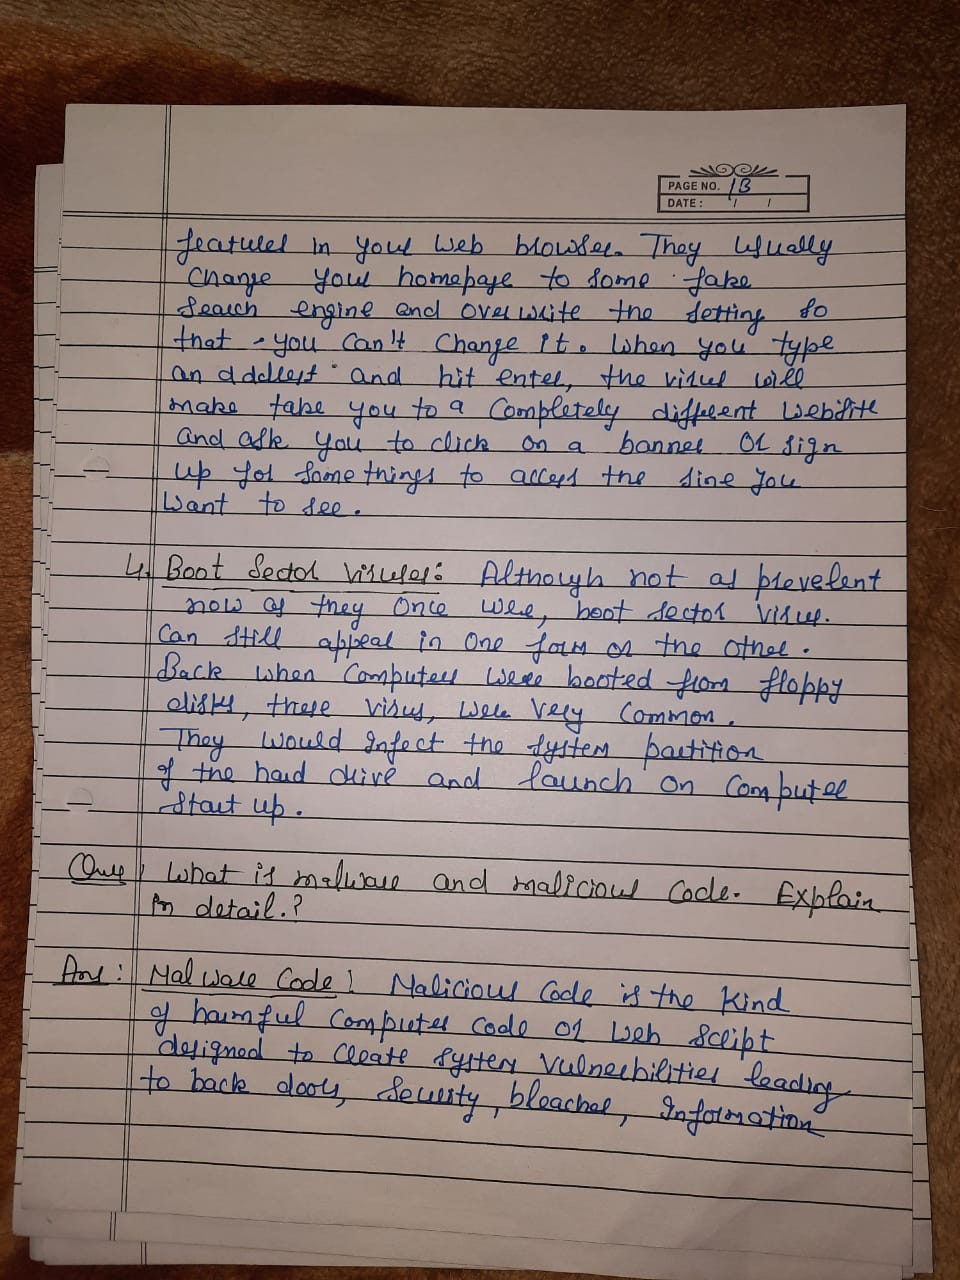 PAGE NO. 1B
DATE: / /
features in your web browser. They usually
change your homepage to some fake
search engine and overwrite the setting so
that you can't change it. When you type
an address and hit enter, the virus will
make take you to a completely different website
and ask you to click on a banner or sign
up for some things to access the sine you
want to see.
4. Boot Sector Viruses: Although not as prevelent
now as they once were, boot sector virus.
Can still appear in one form or the other.
Back when Computers were booted from floppy
disks, these virus, were very common.
They would infect the system partition
of the hard drive and launch on Computer
start up.
Ques What is malware and malicious code. Explain
in detail.?
Ans: Malware Code: Malicious Code is the kind
of harmful computer code or web script
designed to create system vulnerbilities leading
to back doors, security, breaches, information